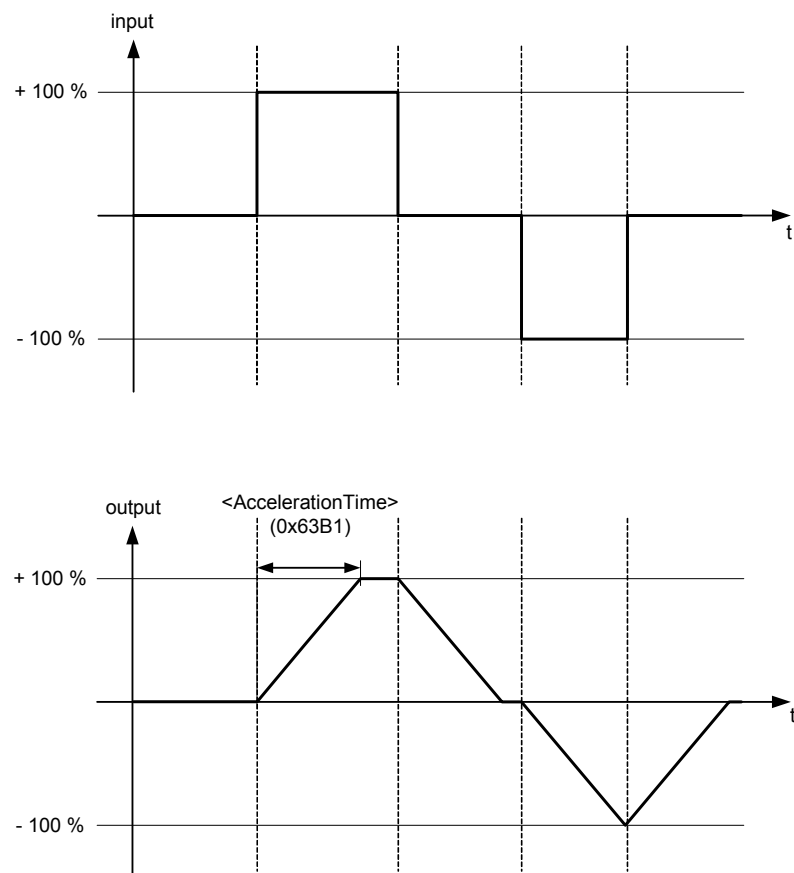 input
+ 100 %
t
- 100 %
<AccelerationTime>
(0x63B1)
output
+ 100 %
t
- 100 %